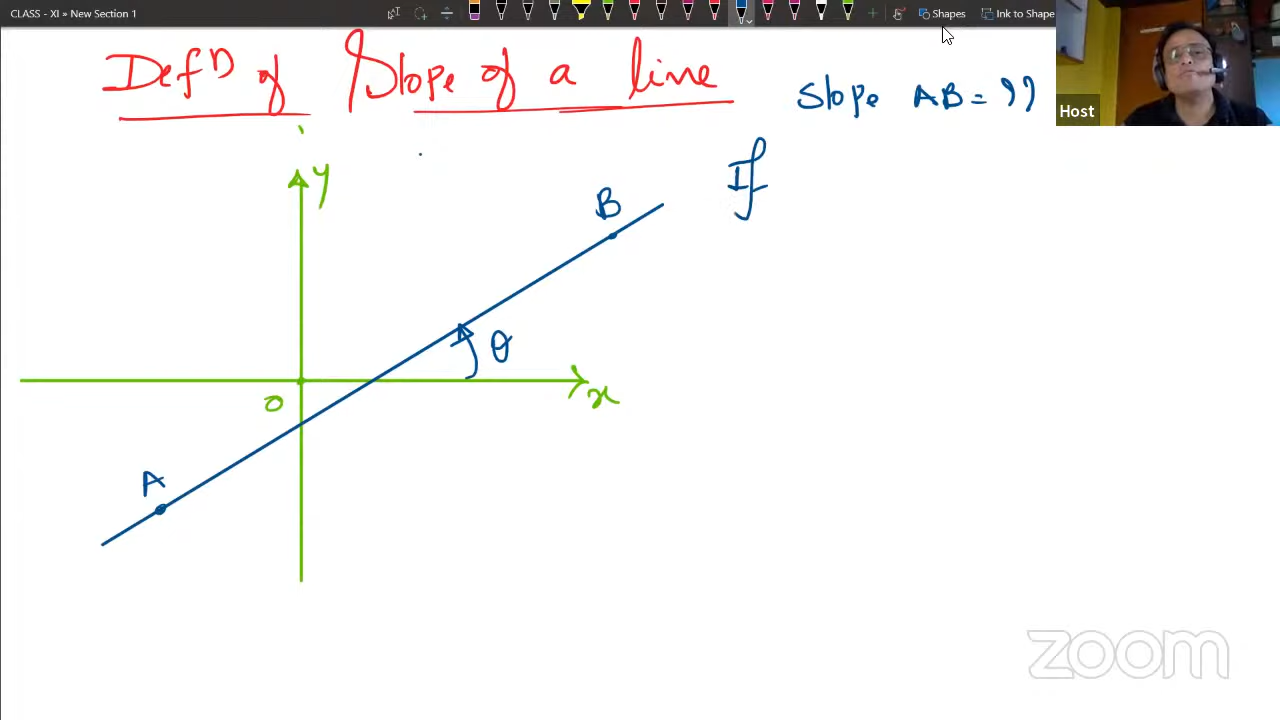 CLASS - XI » New Section 1
Shapes
Ink to Shape
Defn of Slope of a line
Slope AB = ??
Host
If
y
B
θ
O
x
A
zoom